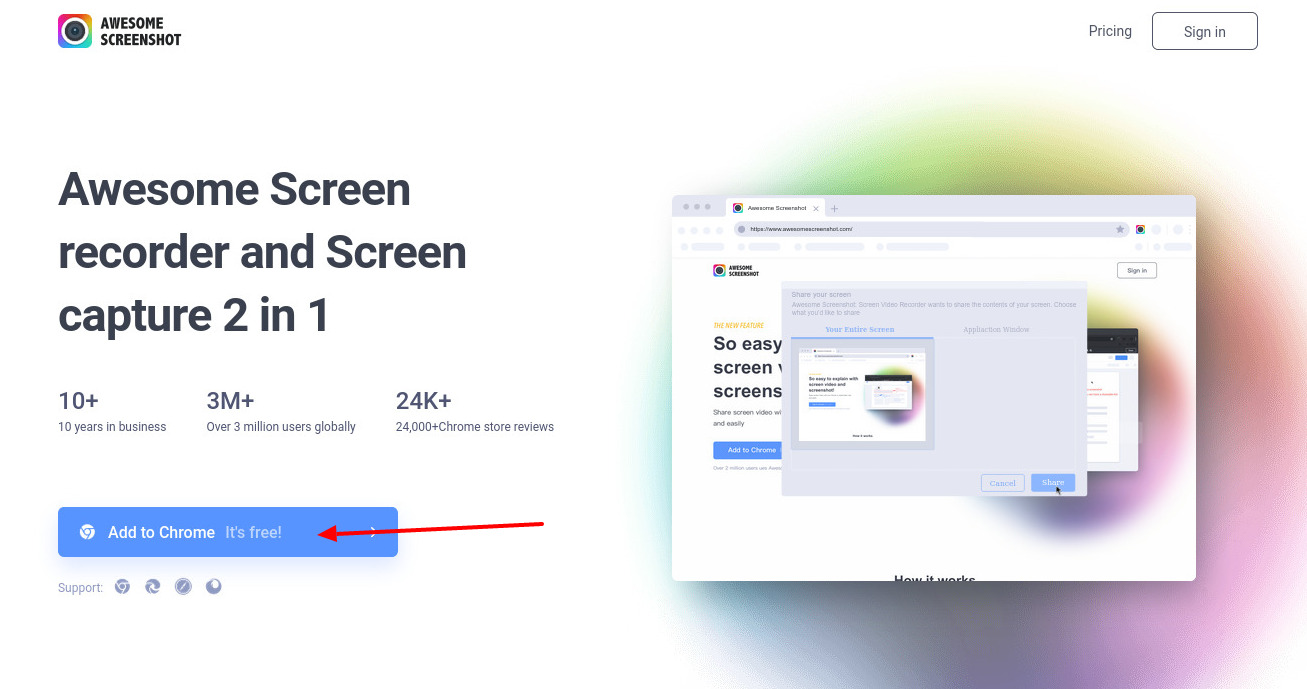 AWESOME
SCREENSHOT
Pricing
Sign in
Awesome Screen
recorder and Screen
capture 2 in 1
10+
3M+
24K+
10 years in business
Over 3 million users globally
24,000+Chrome store reviews
Add to Chrome It's free!
Support:
Awesome Screenshot
https://www.awesomescreenshot.com/
AWESOME
SCREENSHOT
Sign in
Share your screen
Awesome Screenshot: Screen Video Recorder wants to share the contents of your screen. Choose
what you'd like to share
Your Entire Screen
Application Window
THE NEW FEATURE
So easy
screen
screens
Share screen video
and easily
Add to Chrome
Over 2 million users use
So easy to explain with
screen video and
screenshot!
How it works
Cancel
Share
How it works